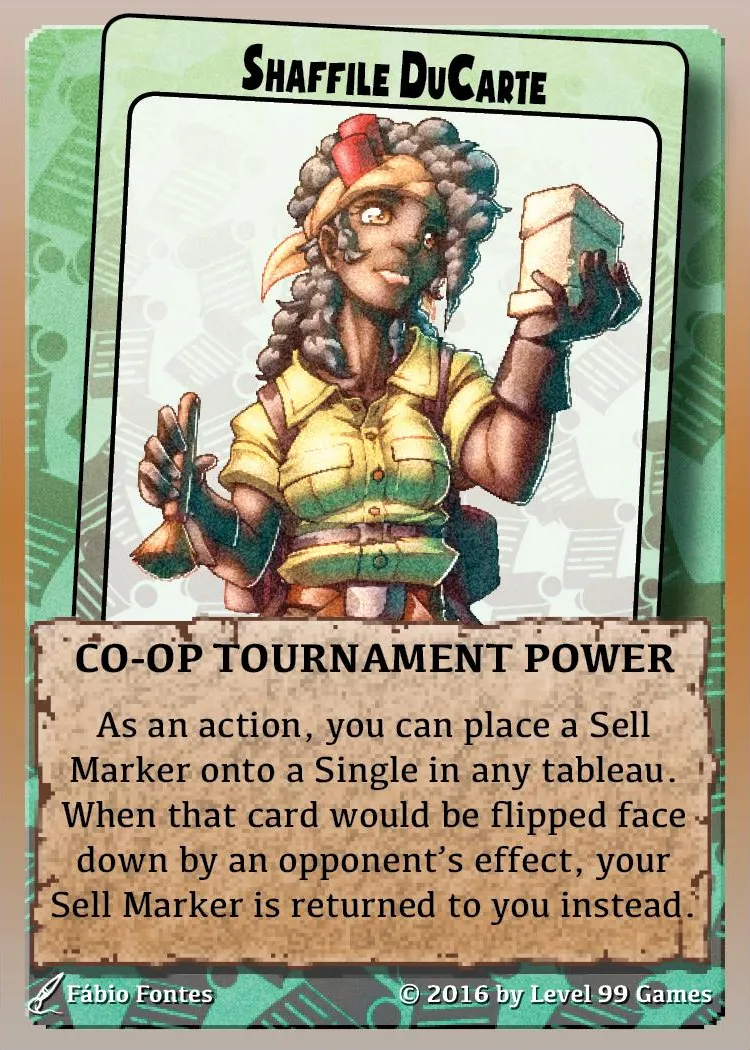 Shaffile DuCarte
CO-OP TOURNAMENT POWER
As an action, you can place a Sell
Marker onto a Single in any tableau.
When that card would be flipped face
down by an opponent’s effect, your
Sell Marker is returned to you instead.
Fábio Fontes
© 2016 by Level 99 Games